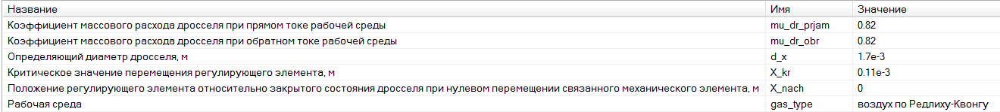 Название Имя Значение
Коэффициент массового расхода дросселя при прямом токе рабочей среды mu_dr_prjam 0.82
Коэффициент массового расхода дросселя при обратном токе рабочей среды mu_dr_obr 0.82
Определяющий диаметр дросселя, м d_x 1.7e-3
Критическое значение перемещения регулирующего элемента, м X_kr 0.11e-3
Положение регулирующего элемента относительно закрытого состояния дросселя при нулевом перемещении связанного механического элемента, м X_nach 0
Рабочая среда gas_type воздух по Редлиху-Квонгу